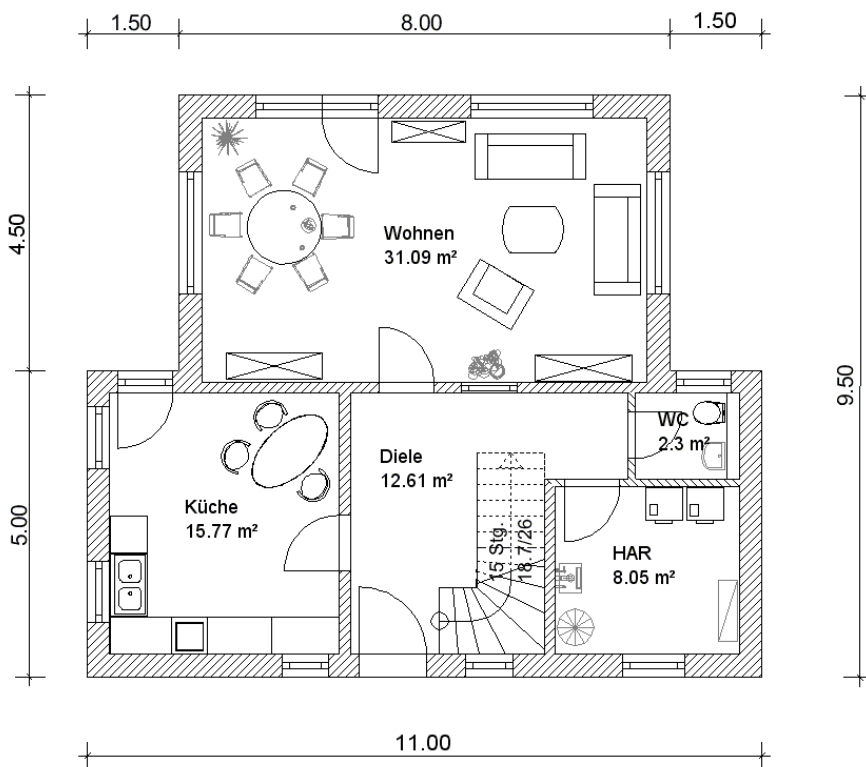 1.50
8.00
1.50
4.50
Wohnen
31.09 m²
9.50
WC
2.3 m²
Diele
12.61 m²
Küche
15.77 m²
5.00
15 Stg.
18.7/26
HAR
8.05 m²
11.00